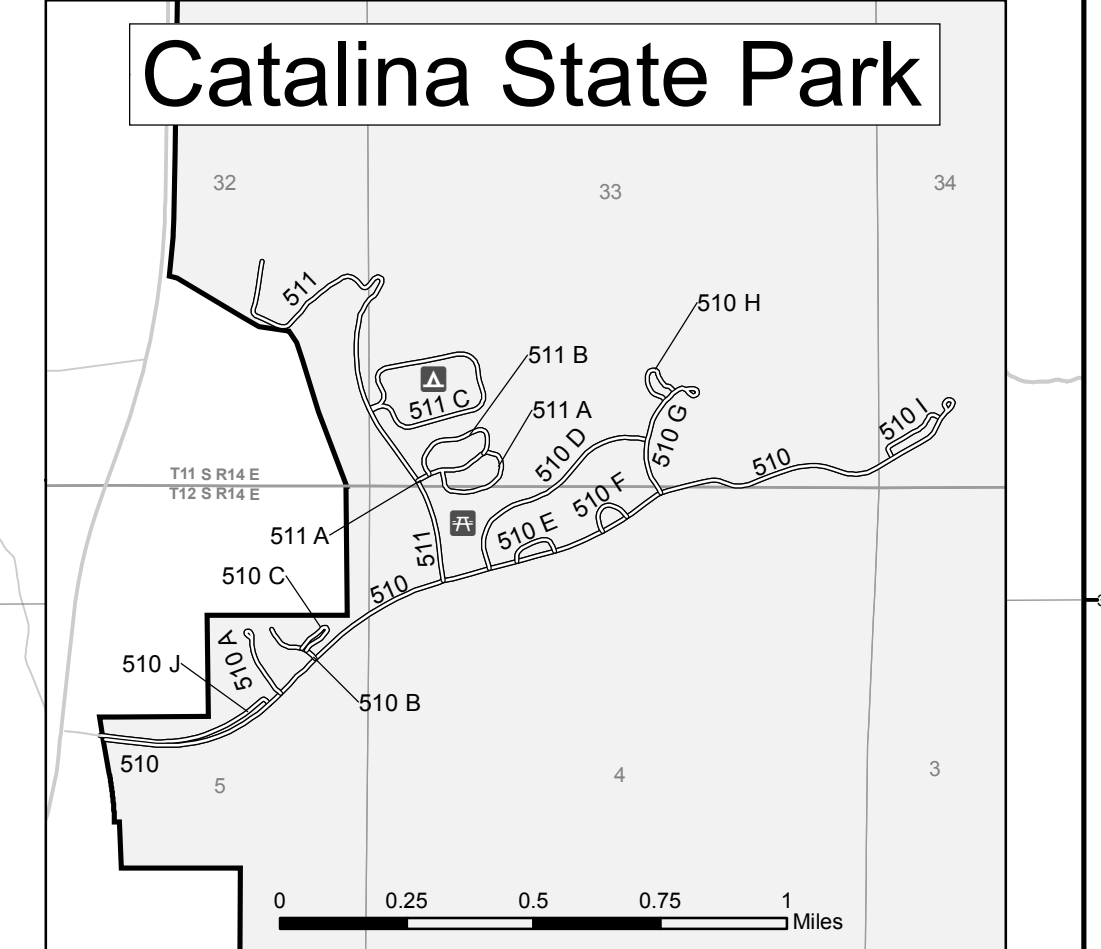 Catalina State Park
32
33
34
511
510 H
511 B
511 C
511 A
510 D
510 G
510 I
510
T11 S R14 E
T12 S R14 E
510 F
510 E
511 A
511
510 C
510
510 A
510 J
510 B
510
5
4
3
0 0.25 0.5 0.75 1
Miles